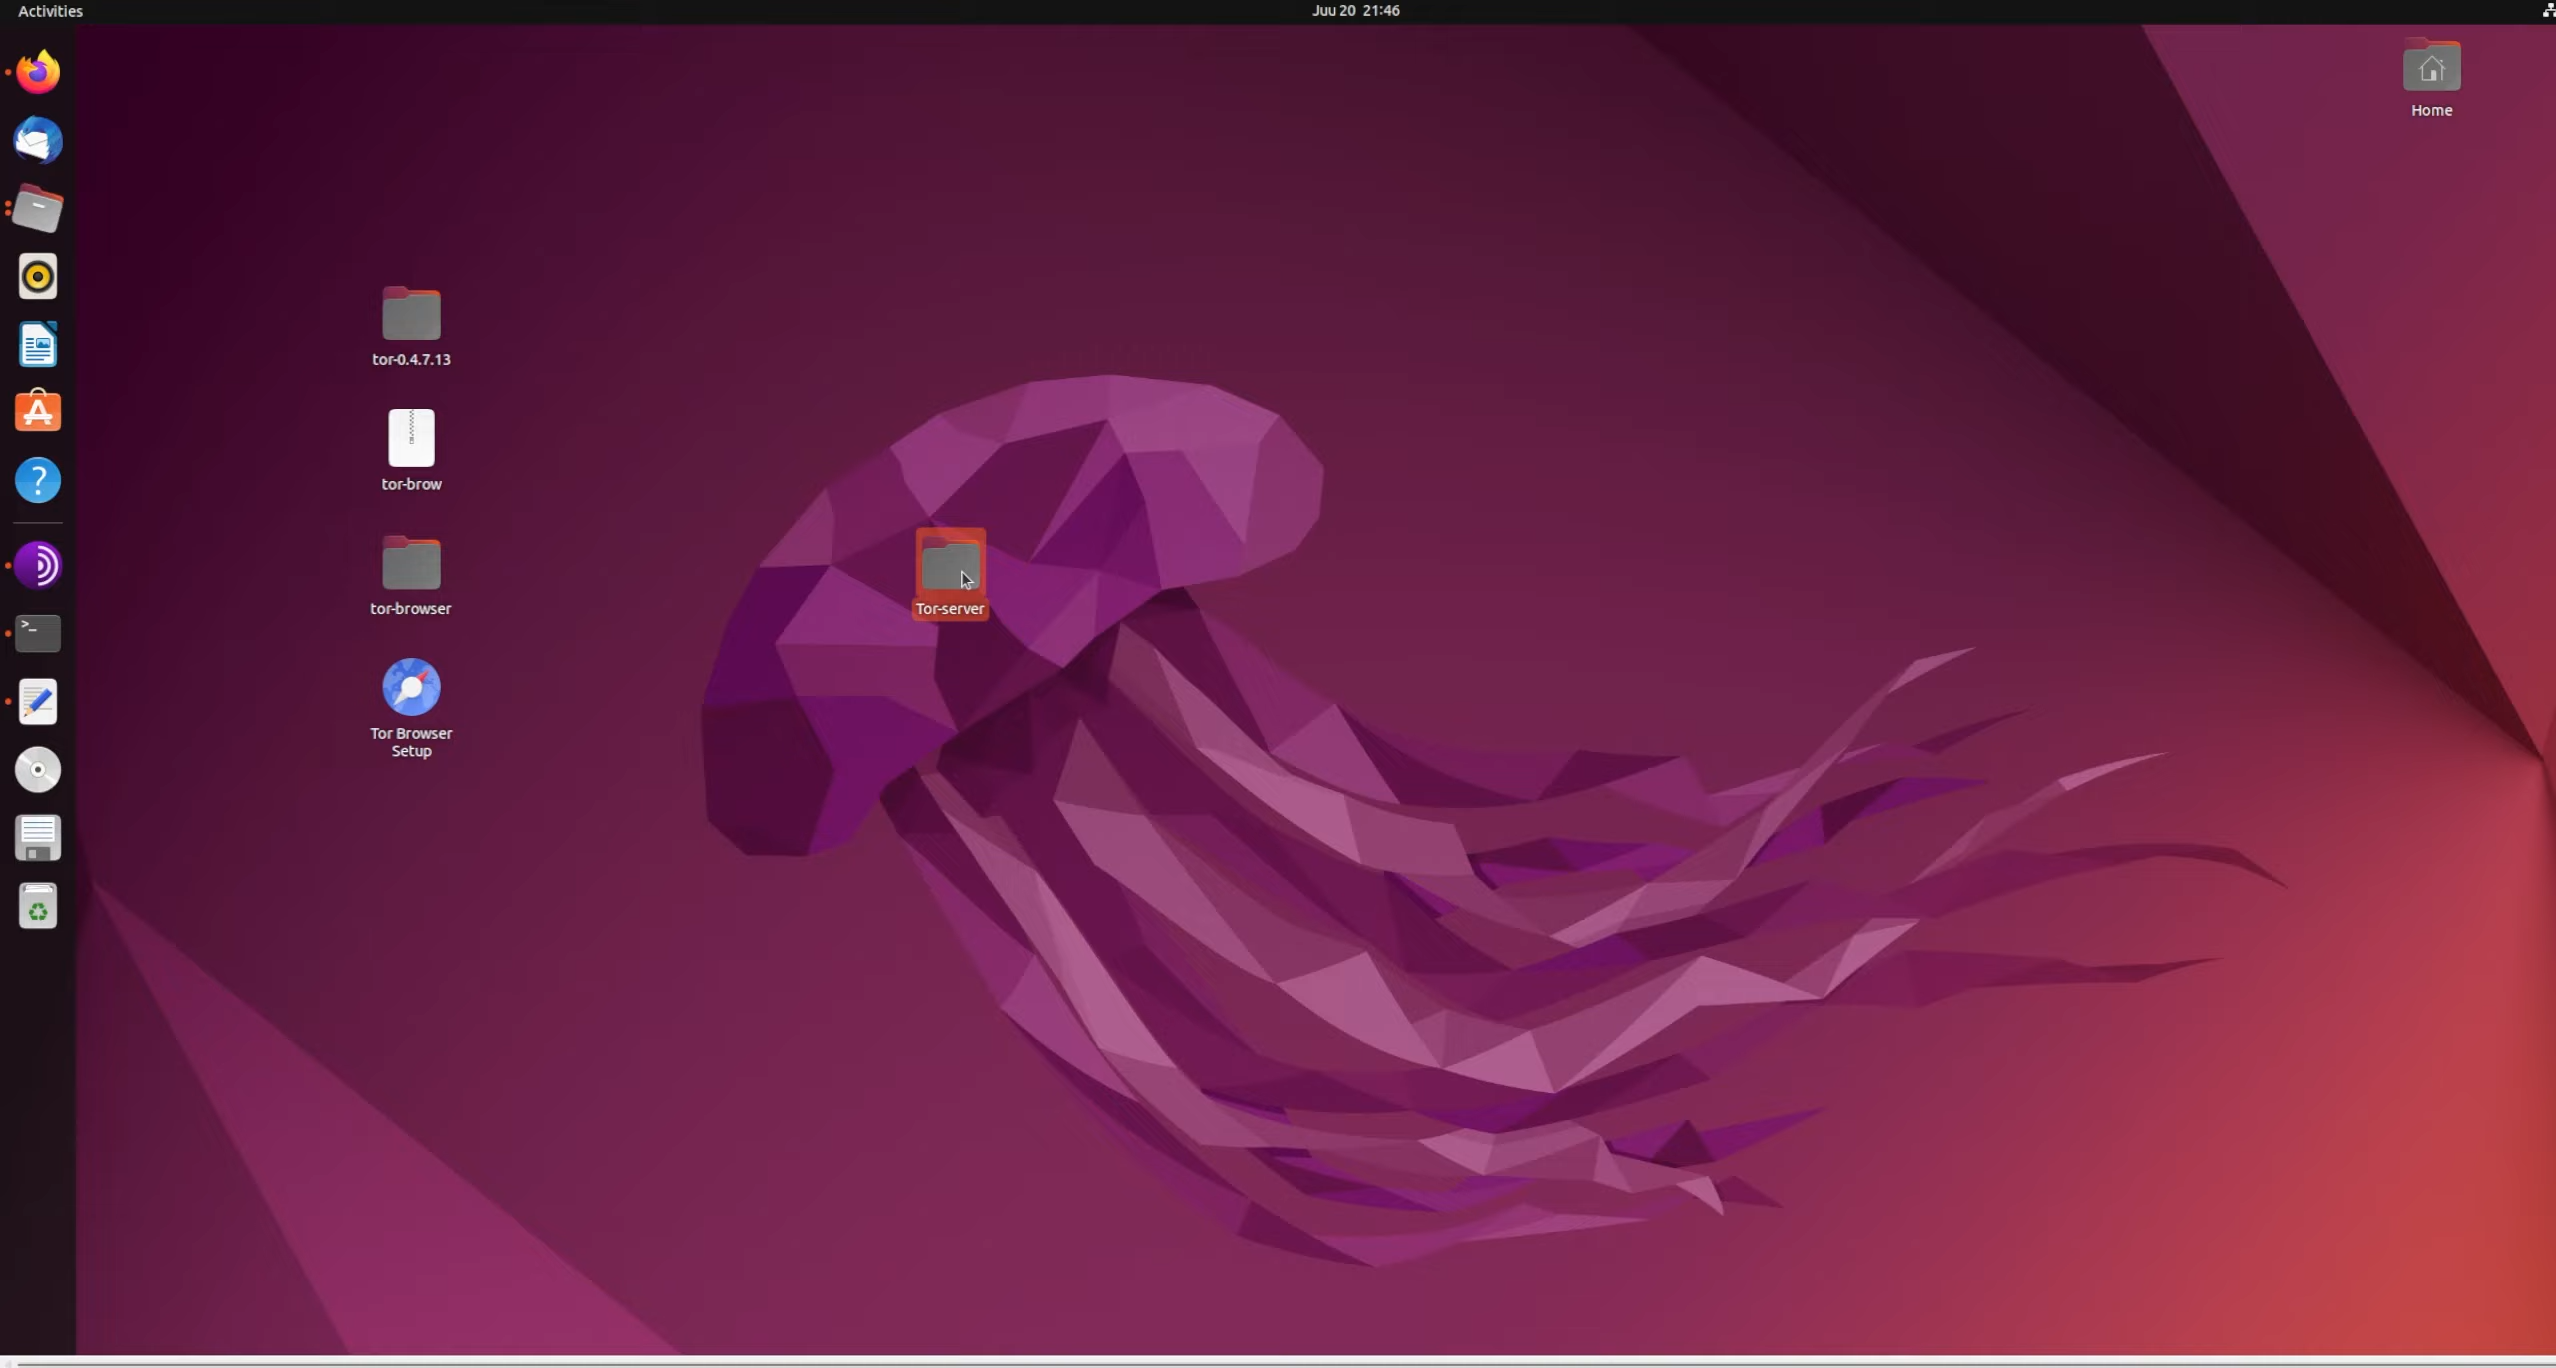 Activities
Juu 20 21:46
Home
tor-0.4.7.13
tor-brow
tor-browser
Tor-server
Tor Browser
Setup